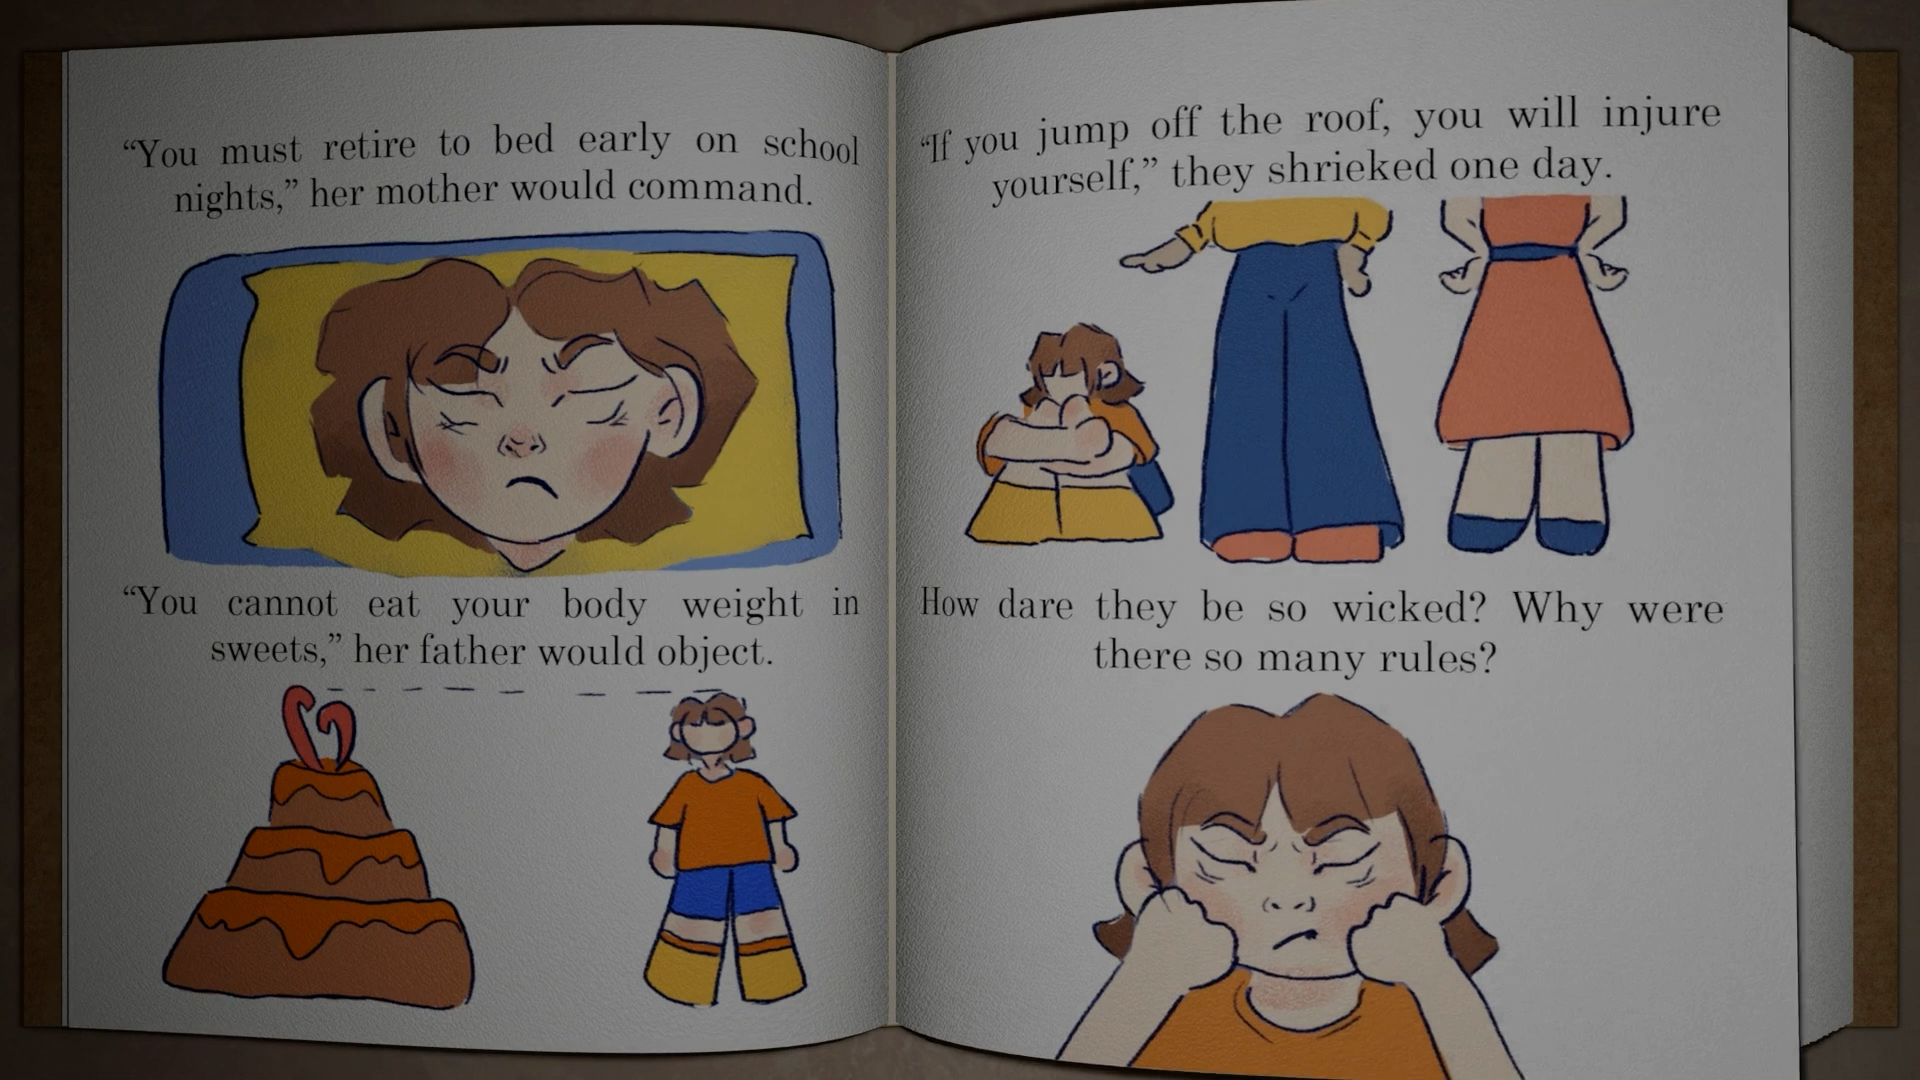 “You must retire to bed early on school
nights,” her mother would command.
“You cannot eat your body weight in
sweets,” her father would object.
“If you jump off the roof, you will injure
yourself,” they shrieked one day.
How dare they be so wicked? Why were
there so many rules?